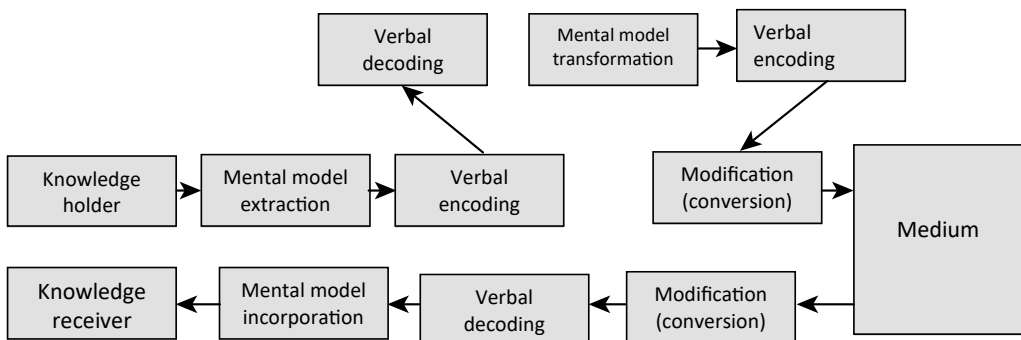 Verbal
decoding
Mental model
transformation
Verbal
encoding
Knowledge
holder
Mental model
extraction
Verbal
encoding
Modification
(conversion)
Medium
Knowledge
receiver
Mental model
incorporation
Verbal
decoding
Modification
(conversion)